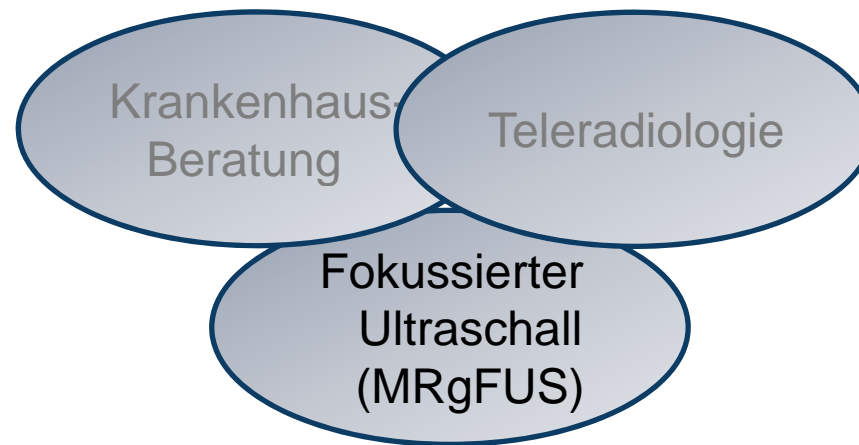 Krankenhaus-
Beratung
Teleradiologie
Fokussierter
Ultraschall
(MRgFUS)